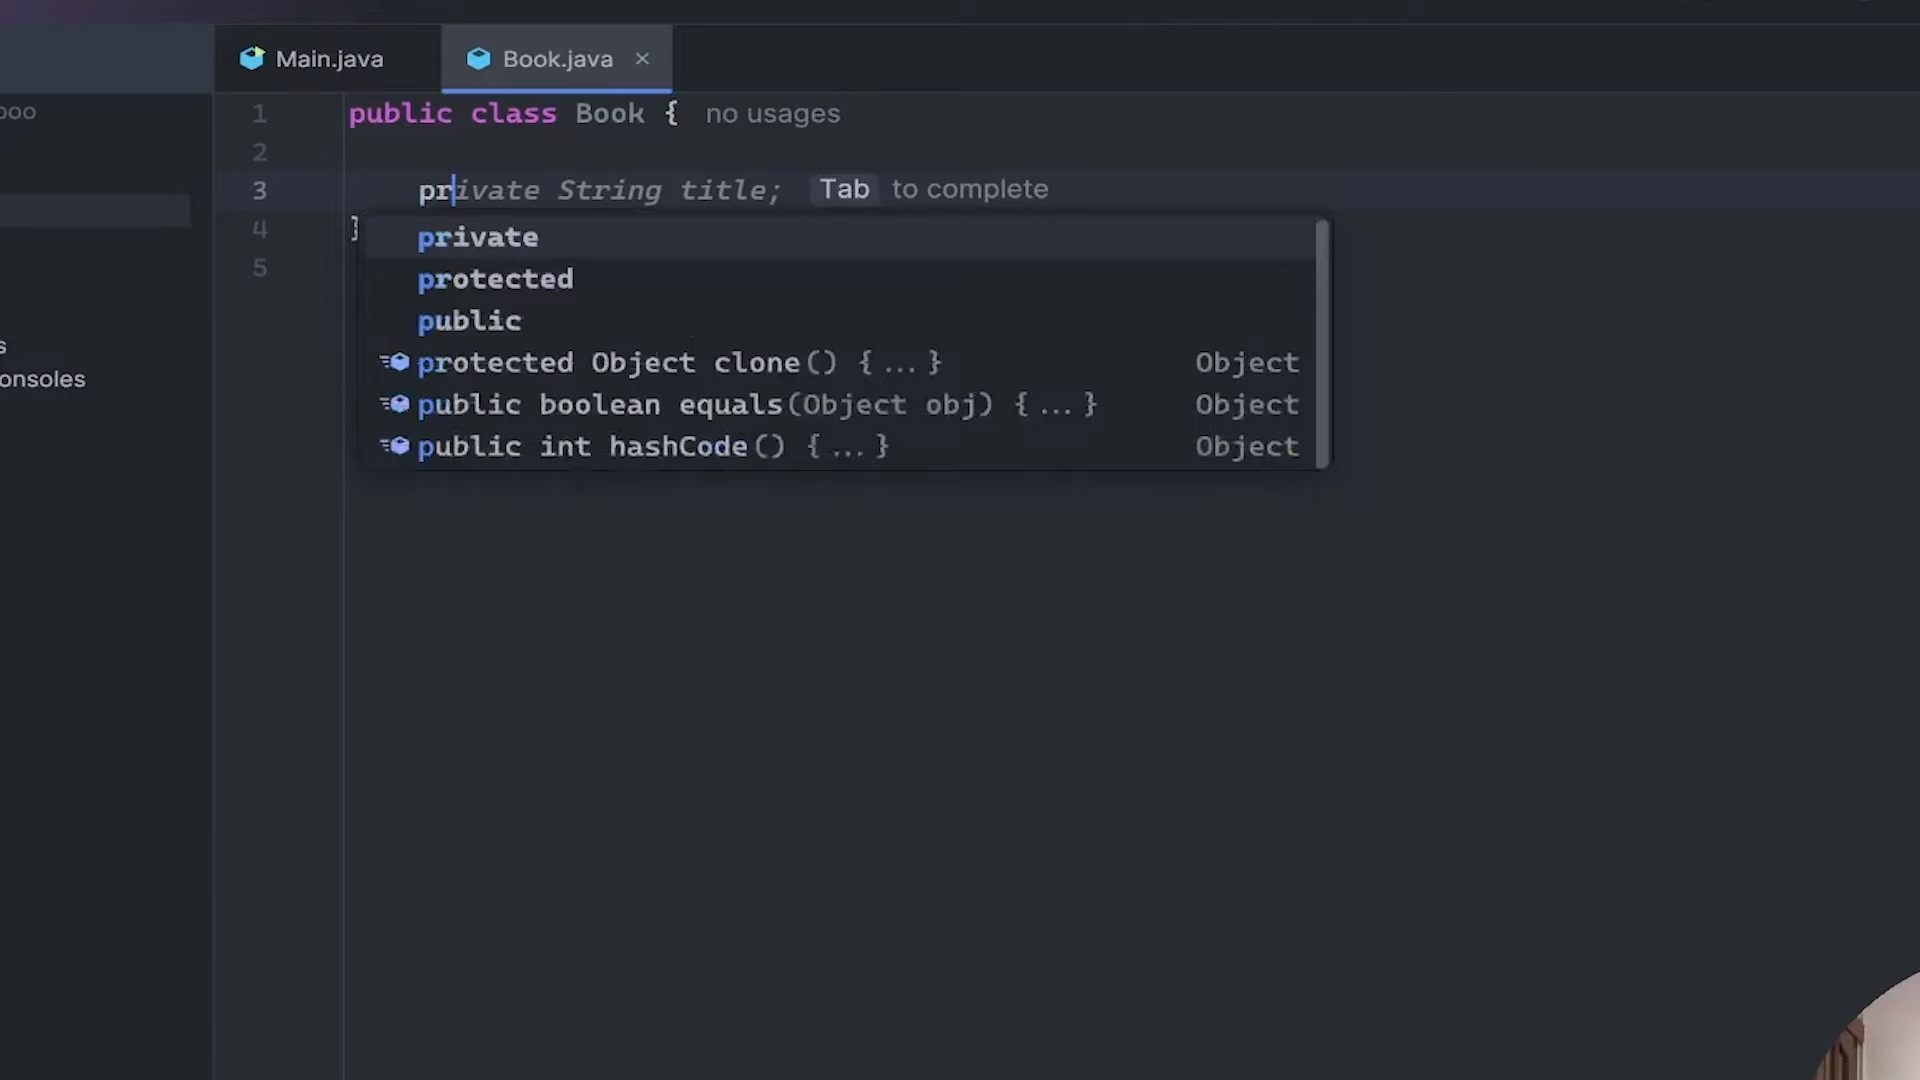 Main.java
Book.java
ooo
1 public class Book { no usages
2
3 private String title; Tab to complete
4 }
5
private
protected
public
protected Object clone() {...} Object
public boolean equals(Object obj) {...} Object
public int hashCode() {...} Object
s
onsoles